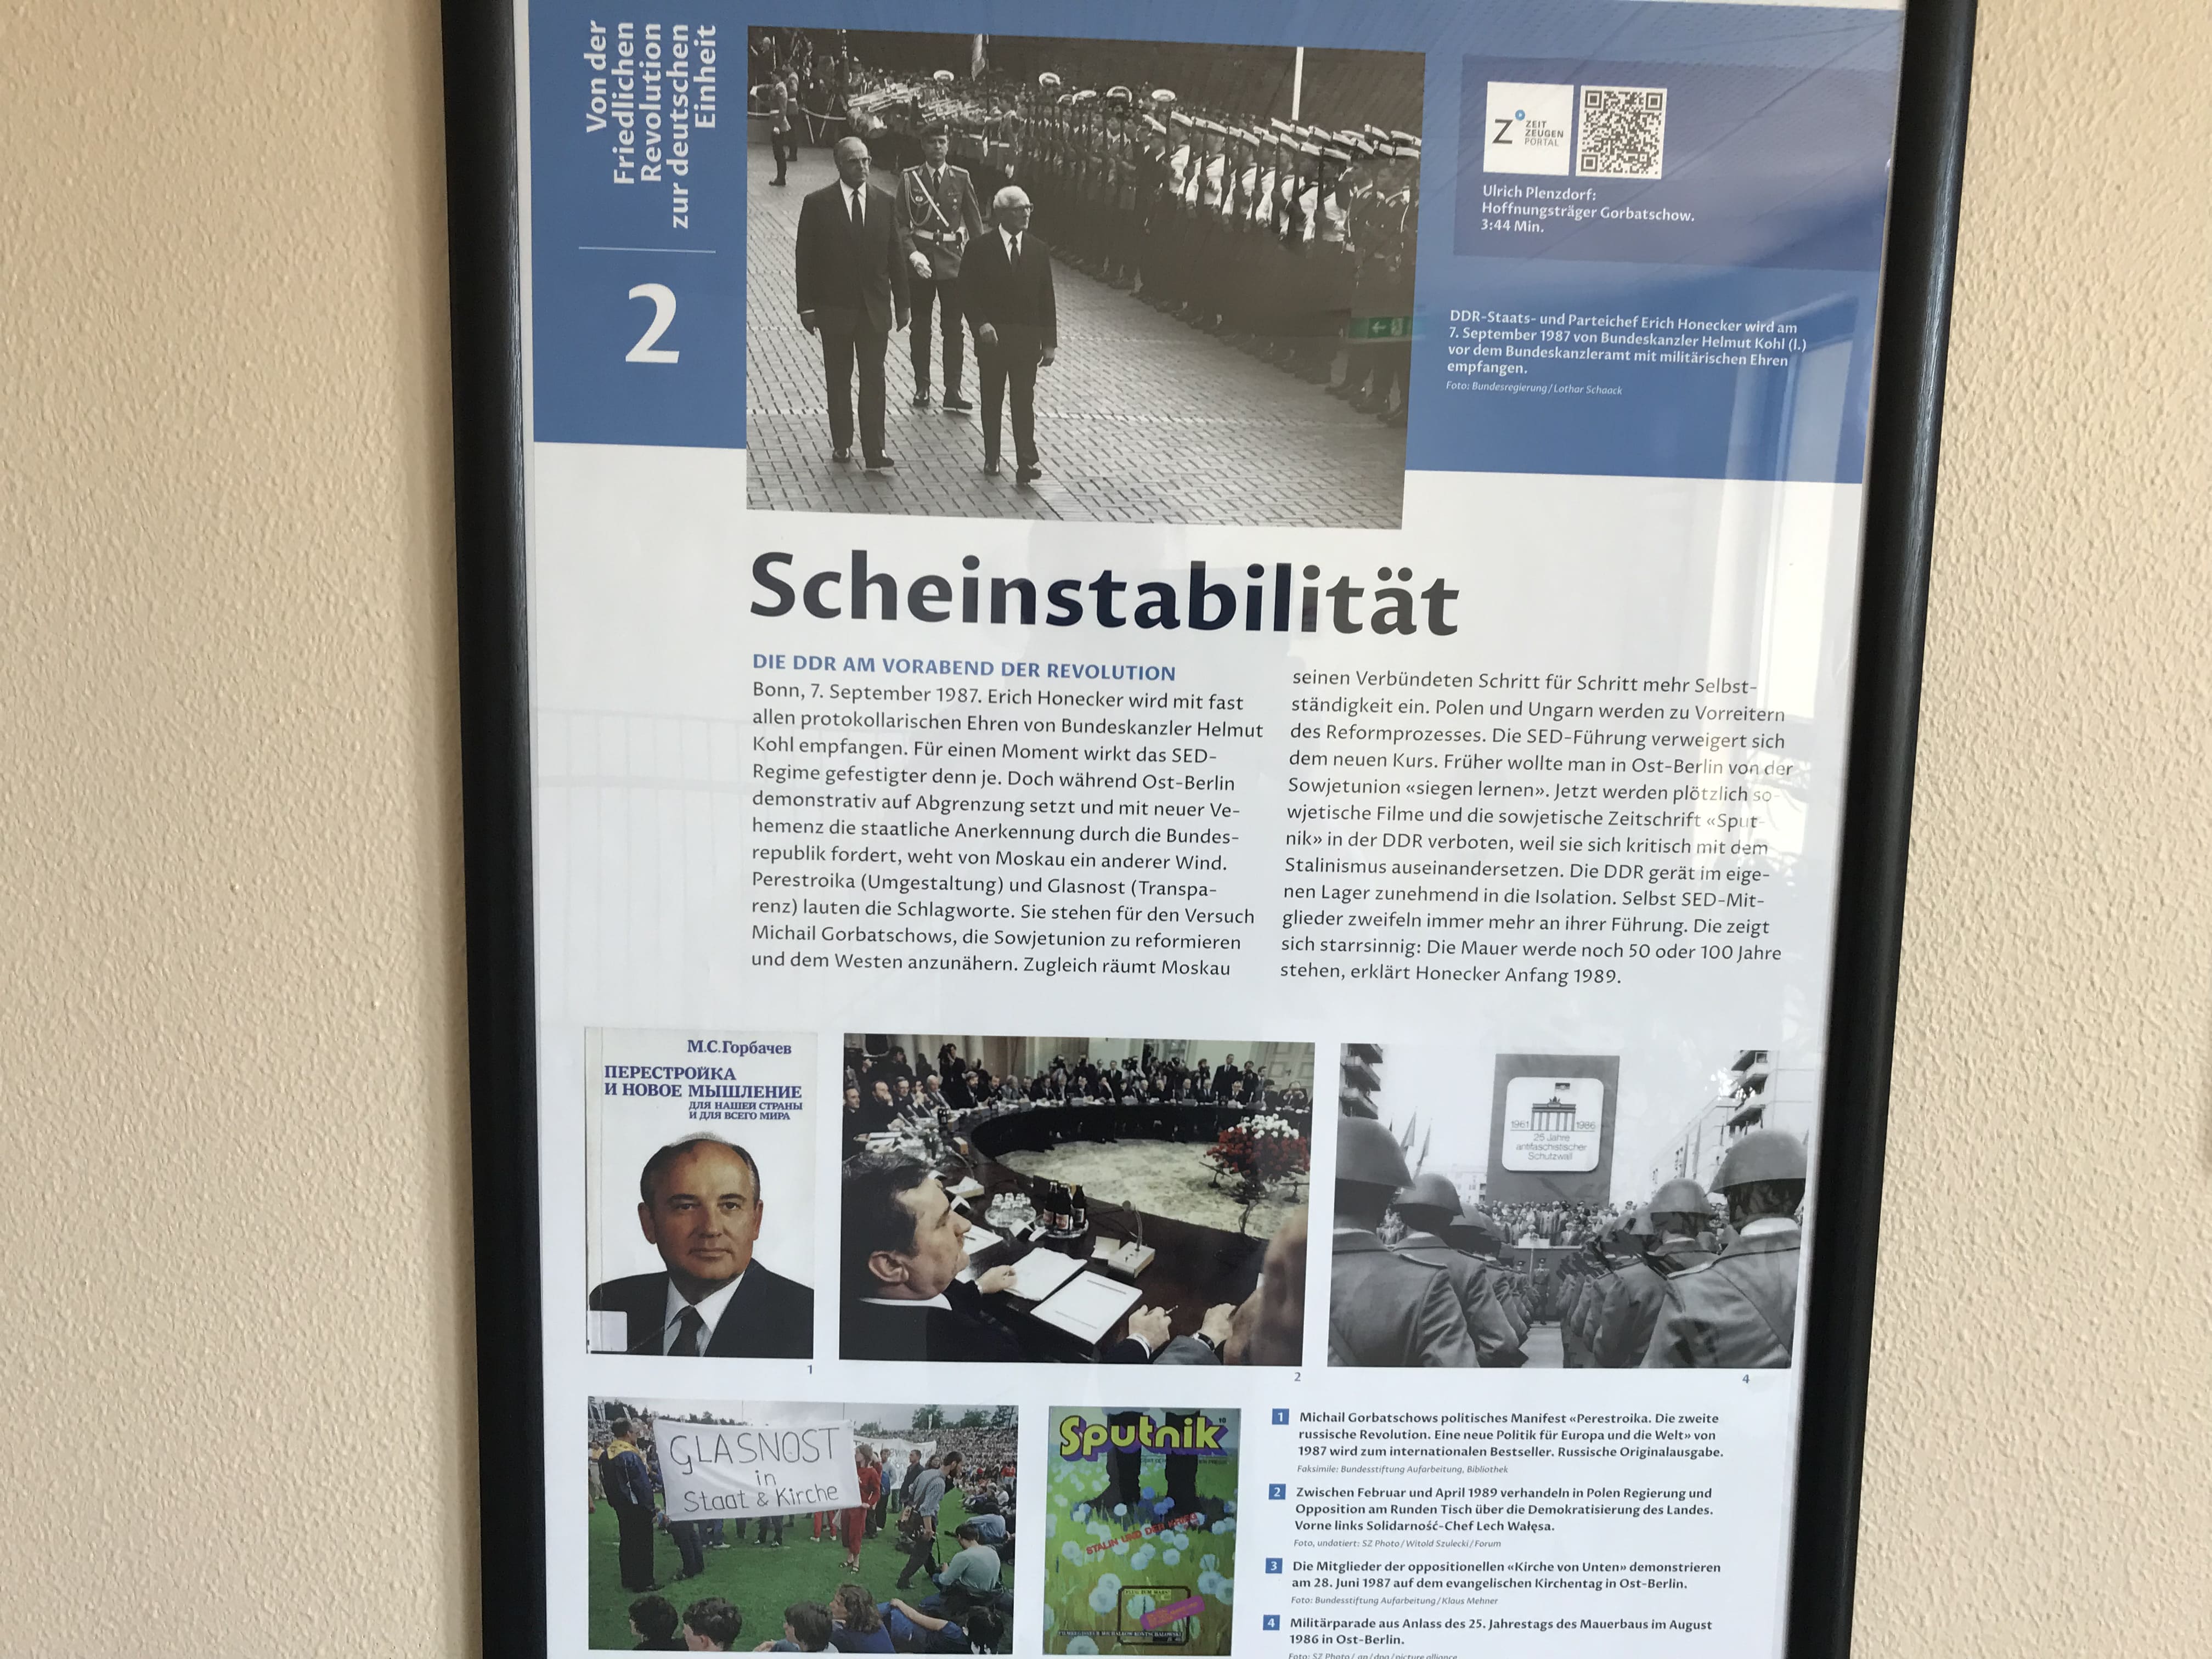 Von der
Friedlichen
Revolution
zur deutschen
Einheit
2
Z
ZEIT
ZEUGEN
PORTAL
Ulrich Plenzdorf:
Hoffnungsträger Gorbatschow.
3:44 Min.
DDR-Staats- und Parteichef Erich Honecker wird am
7. September 1987 von Bundeskanzler Helmut Kohl (l.)
vor dem Bundeskanzleramt mit militärischen Ehren
empfangen.
Foto: Bundesregierung/Lothar Schaack
Scheinstabilität
DIE DDR AM VORABEND DER REVOLUTION
Bonn, 7. September 1987. Erich Honecker wird mit fast
allen protokollarischen Ehren von Bundeskanzler Helmut
Kohl empfangen. Für einen Moment wirkt das SED-
Regime gefestigter denn je. Doch während Ost-Berlin
demonstrativ auf Abgrenzung setzt und mit neuer Ve-
hemenz die staatliche Anerkennung durch die Bundes-
republik fordert, weht von Moskau ein anderer Wind.
Perestroika (Umgestaltung) und Glasnost (Transpa-
renz) lauten die Schlagworte. Sie stehen für den Versuch
Michail Gorbatschows, die Sowjetunion zu reformieren
und dem Westen anzunähern. Zugleich räumt Moskau
seinen Verbündeten Schritt für Schritt mehr Selbst-
ständigkeit ein. Polen und Ungarn werden zu Vorreitern
des Reformprozesses. Die SED-Führung verweigert sich
dem neuen Kurs. Früher wollte man in Ost-Berlin von der
Sowjetunion «siegen lernen». Jetzt werden plötzlich so-
wjetische Filme und die sowjetische Zeitschrift «Sput-
nik» in der DDR verboten, weil sie sich kritisch mit dem
Stalinismus auseinandersetzen. Die DDR gerät im eige-
nen Lager zunehmend in die Isolation. Selbst SED-Mit-
glieder zweifeln immer mehr an ihrer Führung. Die zeigt
sich starrsinnig: Die Mauer werde noch 50 oder 100 Jahre
stehen, erklärt Honecker Anfang 1989.
М.С.Горбачев
ПЕРЕСТРОЙКА
И НОВОЕ МЫШЛЕНИЕ
ДЛЯ НАШЕЙ СТРАНЫ
И ДЛЯ ВСЕГО МИРА
1
2
1961 1986
25 Jahre
antifaschistischer
Schutzwall
4
GLASNOST
in
Staat & Kirche
Sputnik
10
STALIN UND DER KRIEG
1 Michail Gorbatschows politisches Manifest «Perestroika. Die zweite
russische Revolution. Eine neue Politik für Europa und die Welt» von
1987 wird zum internationalen Bestseller. Russische Originalausgabe.
Faksimile: Bundesstiftung Aufarbeitung, Bibliothek
2 Zwischen Februar und April 1989 verhandeln in Polen Regierung und
Opposition am Runden Tisch über die Demokratisierung des Landes.
Vorne links Solidarność-Chef Lech Wałęsa.
Foto, undatiert: SZ Photo/Witold Szulecki/Forum
3 Die Mitglieder der oppositionellen «Kirche von Unten» demonstrieren
am 28. Juni 1987 auf dem evangelischen Kirchentag in Ost-Berlin.
Foto: Bundesstiftung Aufarbeitung/Klaus Mehner
4 Militärparade aus Anlass des 25. Jahrestags des Mauerbaus im August
1986 in Ost-Berlin.
Foto: SZ Photo/ap/dpa/picture alliance